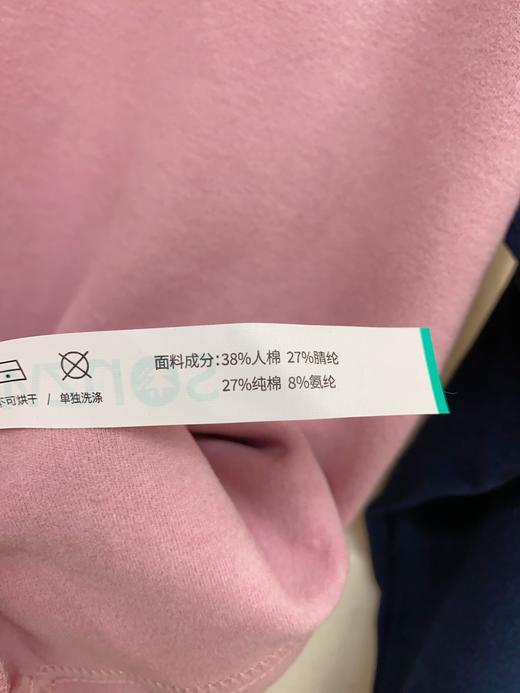 面料成分:38%人棉 27%腈纶
27%纯棉 8%氨纶
不可烘干 / 单独洗涤